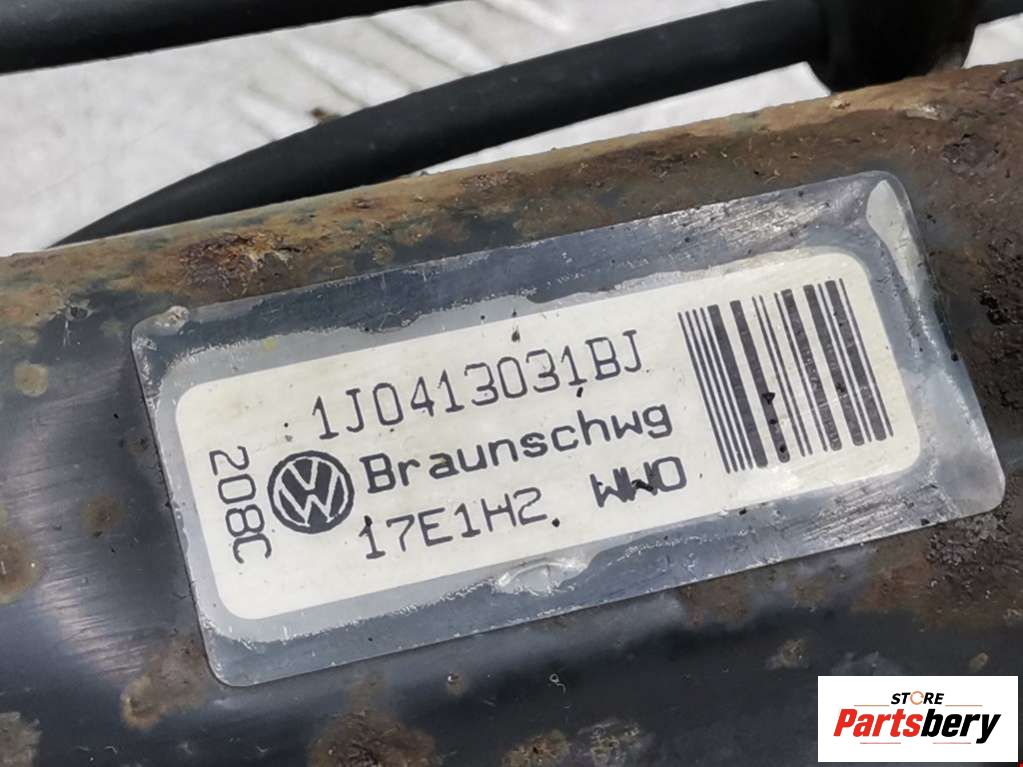 1J0413031BJ
Braunschwg
17E1H2 WWO
208C
STORE
Partsbery